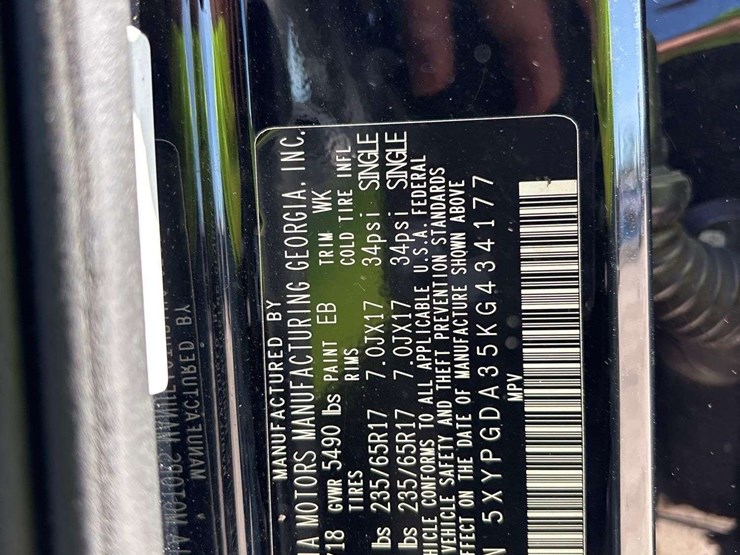 MANUFACTURED BY
IA MOTORS MANUFACTURING GEORGIA, INC.
/18 GVWR 5490 lbs PAINT EB TRIM WK
TIRES RIMS COLD TIRE INFL
lbs 235/65R17 7.0JX17 34psi SINGLE
lbs 235/65R17 7.0JX17 34psi SINGLE
HICLE CONFORMS TO ALL APPLICABLE U.S.A. FEDERAL
VEHICLE SAFETY AND THEFT PREVENTION STANDARDS
EFFECT ON THE DATE OF MANUFACTURE SHOWN ABOVE
N 5XYPGDA35KG434177
MPV
MANUFACTURED BY